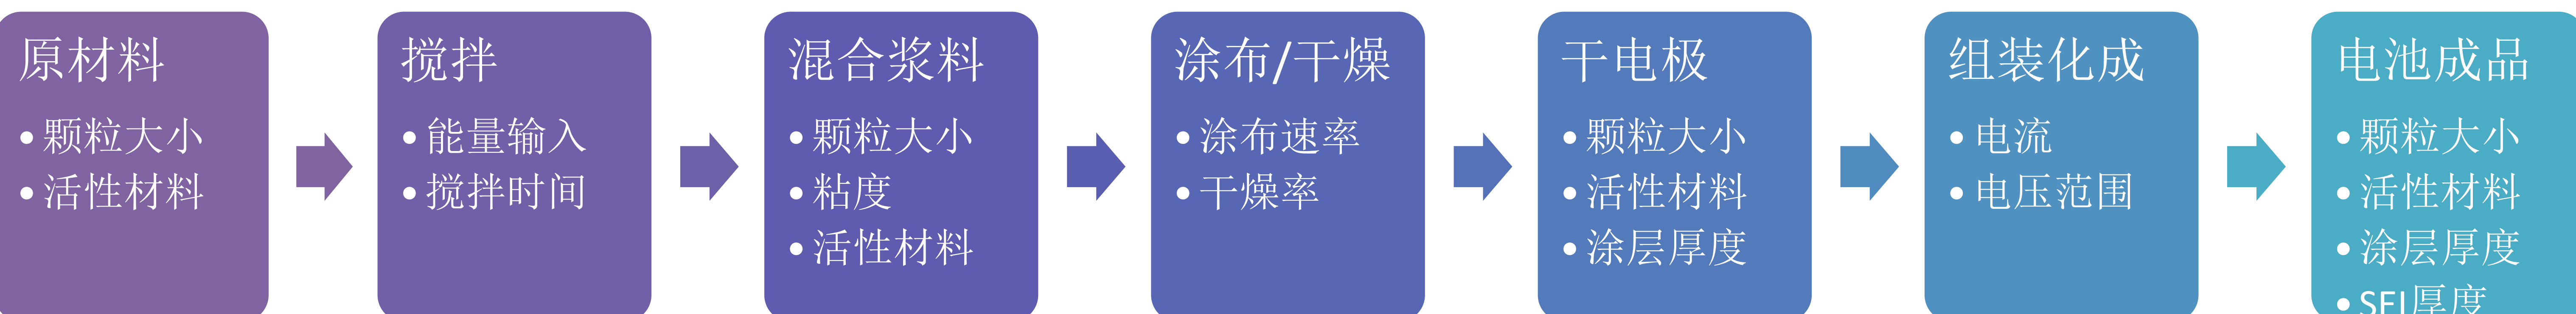 原材料
•颗粒大小
•活性材料
搅拌
•能量输入
•搅拌时间
混合浆料
•颗粒大小
•粘度
•活性材料
涂布/干燥
•涂布速率
•干燥率
干电极
•颗粒大小
•活性材料
•涂层厚度
组装化成
•电流
•电压范围
电池成品
•颗粒大小
•活性材料
•涂层厚度
•SEI厚度